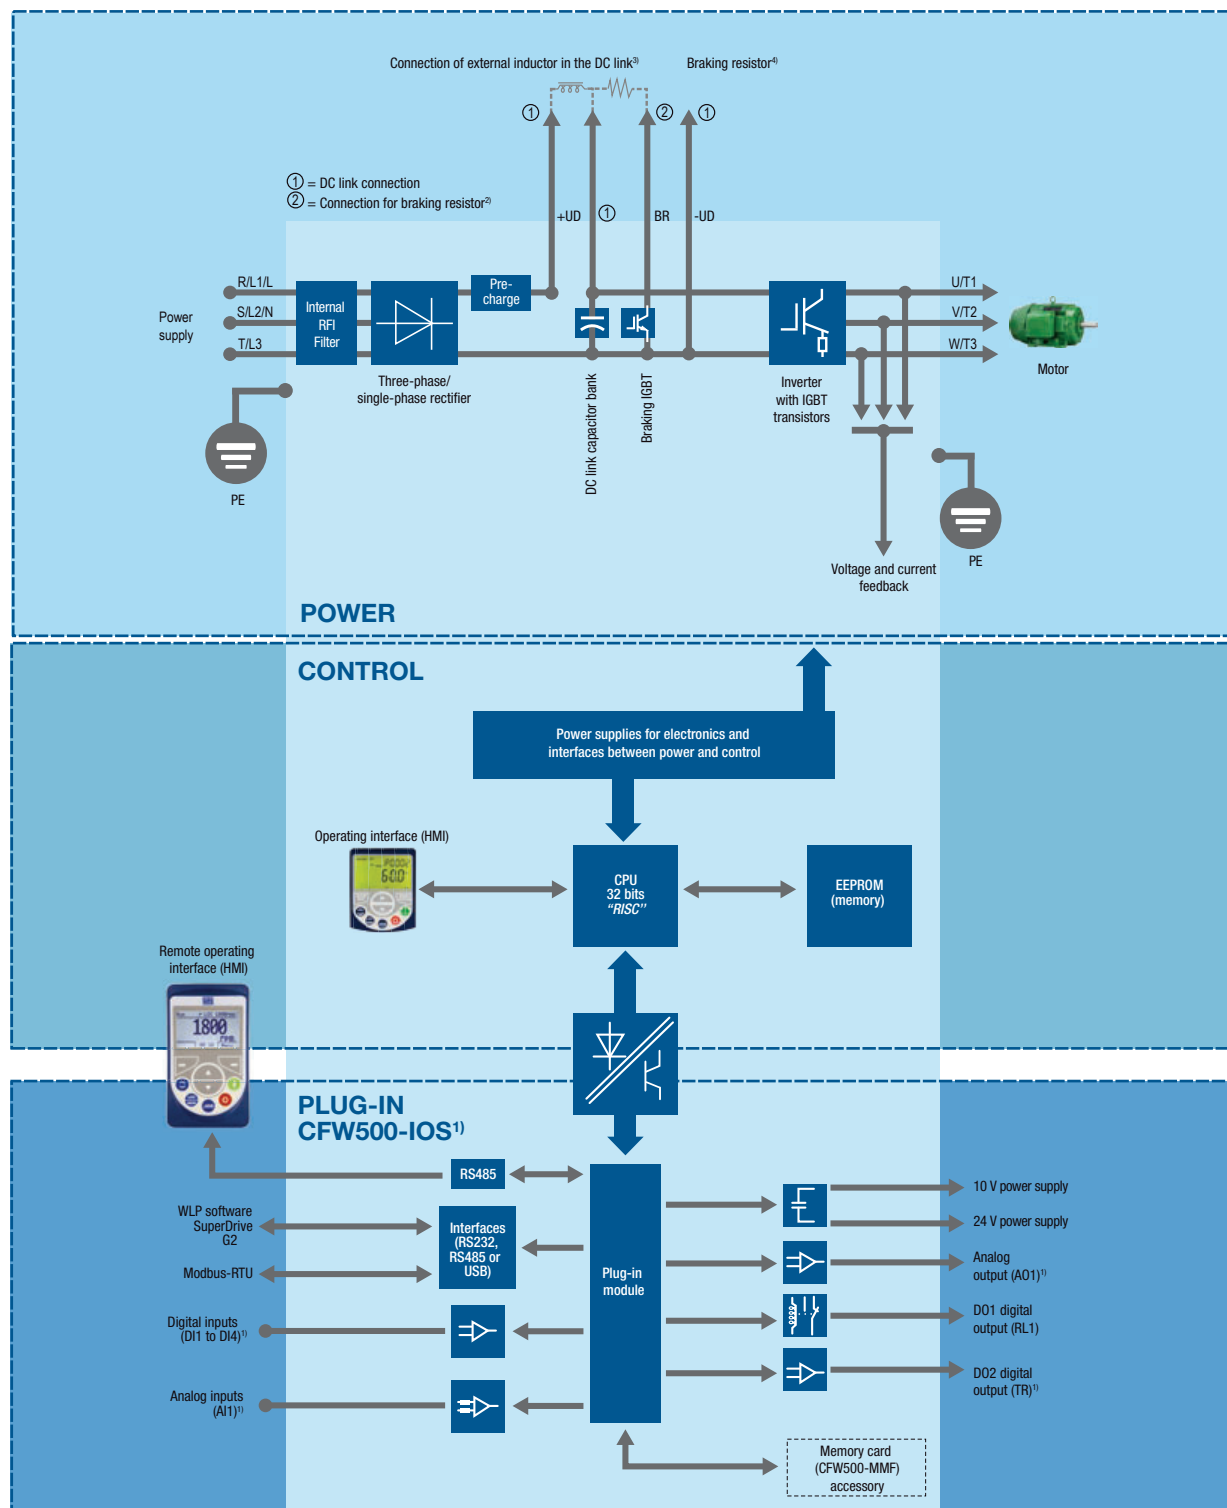 Connection of external inductor in the DC link3)
Braking resistor4)
1
2
1
1 = DC link connection
2 = Connection for braking resistor2)
+UD
1
BR
-UD
Power
supply
R/L1/L
S/L2/N
T/L3
Internal
RFI
Filter
Pre-
charge
Three-phase/
single-phase rectifier
DC link capacitor bank
Braking IGBT
Inverter
with IGBT
transistors
U/T1
V/T2
W/T3
Motor
PE
PE
Voltage and current
feedback
POWER
CONTROL
Power supplies for electronics and
interfaces between power and control
Operating interface (HMI)
60.0
CPU
32 bits
"RISC"
EEPROM
(memory)
Remote operating
interface (HMI)
1800
PLUG-IN
CFW500-IOS1)
RS485
WLP software
SuperDrive
G2
Modbus-RTU
Interfaces
(RS232,
RS485 or
USB)
Digital inputs
(DI1 to DI4)1)
Analog inputs
(AI1)1)
Plug-in
module
10 V power supply
24 V power supply
Analog
output (AO1)1)
DO1 digital
output (RL1)
DO2 digital
output (TR)1)
Memory card
(CFW500-MMF)
accessory